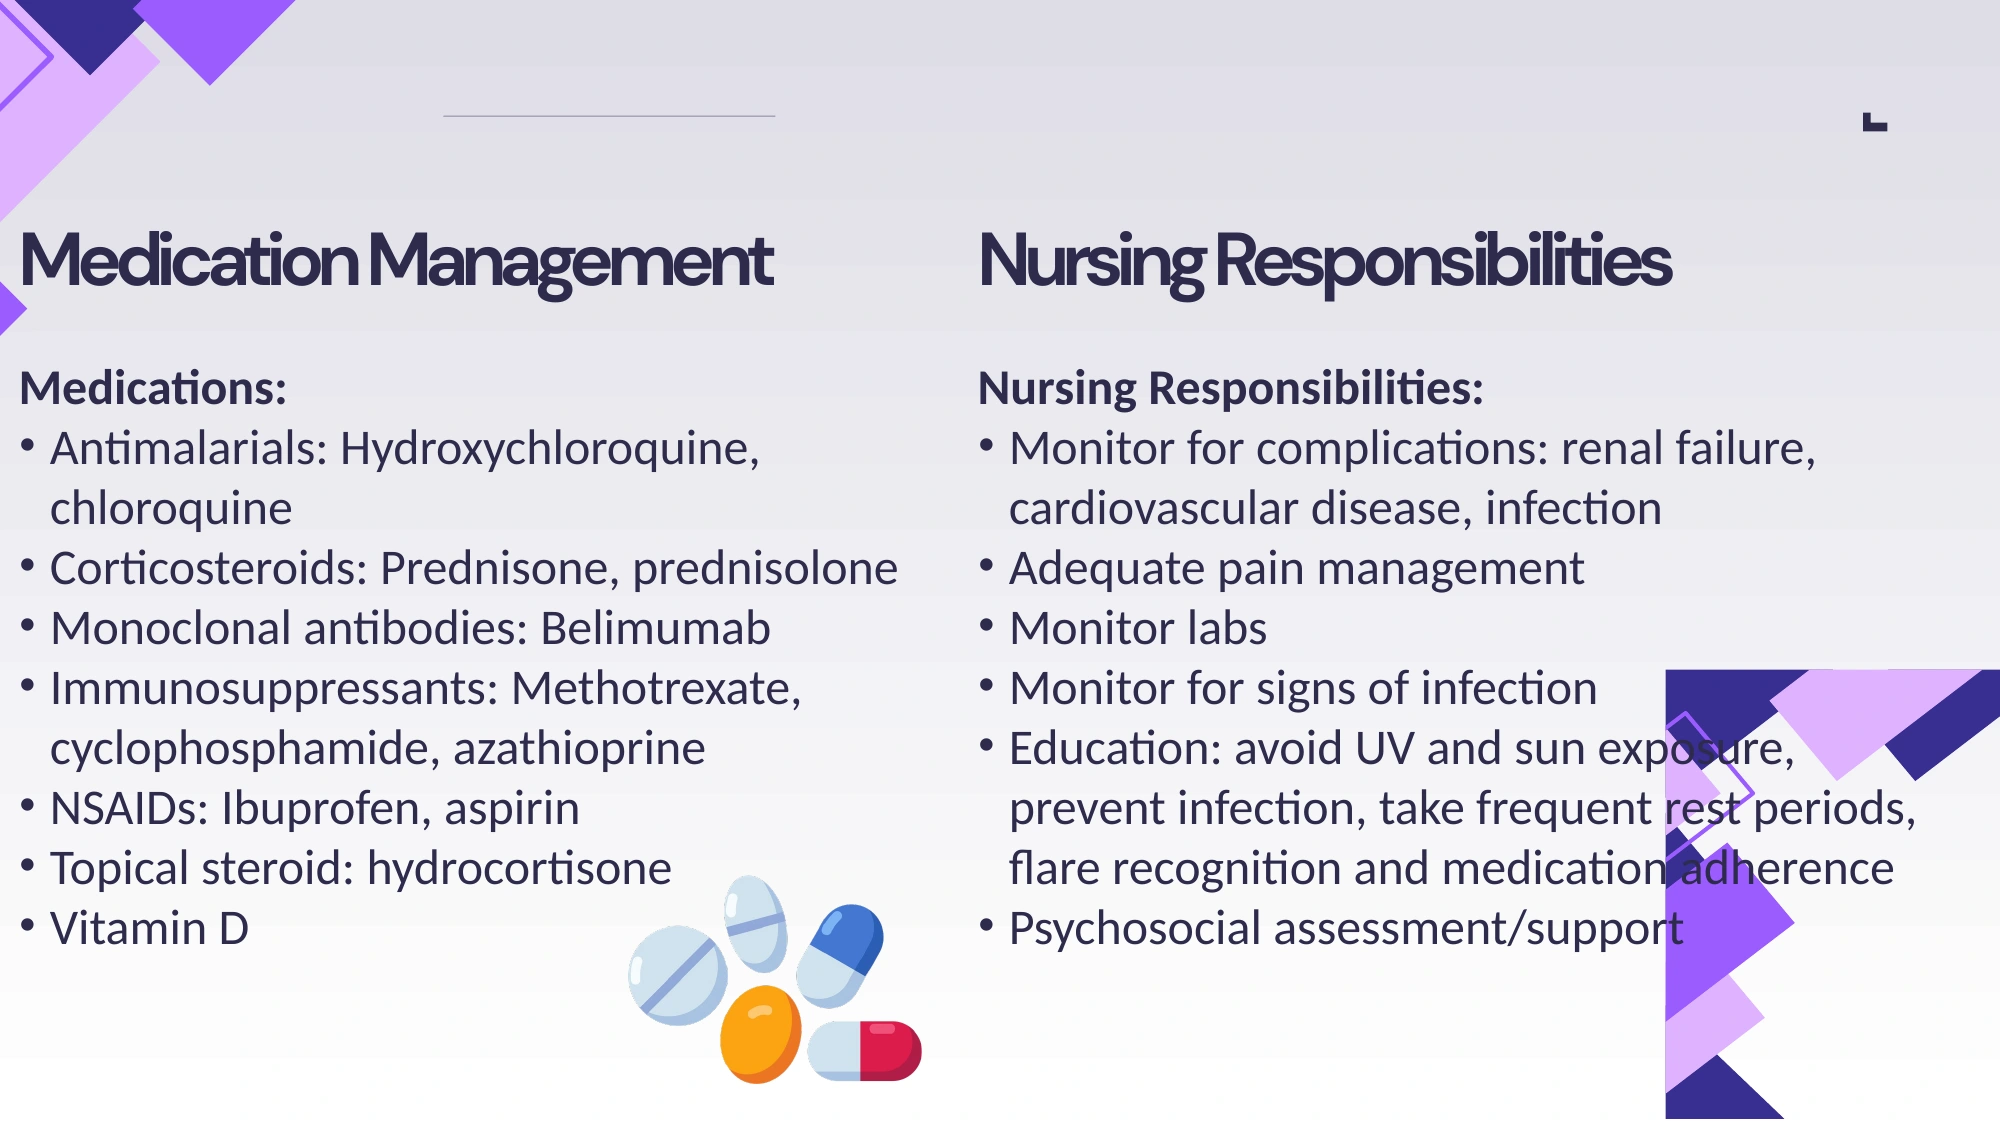 Medication Management
Medications:
• Antimalarials: Hydroxychloroquine,
chloroquine
• Corticosteroids: Prednisone, prednisolone
• Monoclonal antibodies: Belimumab
• Immunosuppressants: Methotrexate,
cyclophosphamide, azathioprine
• NSAIDs: Ibuprofen, aspirin
• Topical steroid: hydrocortisone
• Vitamin D
Nursing Responsibilities
Nursing Responsibilities:
• Monitor for complications: renal failure,
cardiovascular disease, infection
• Adequate pain management
• Monitor labs
• Monitor for signs of infection
• Education: avoid UV and sun exposure,
prevent infection, take frequent rest periods,
flare recognition and medication adherence
• Psychosocial assessment/support